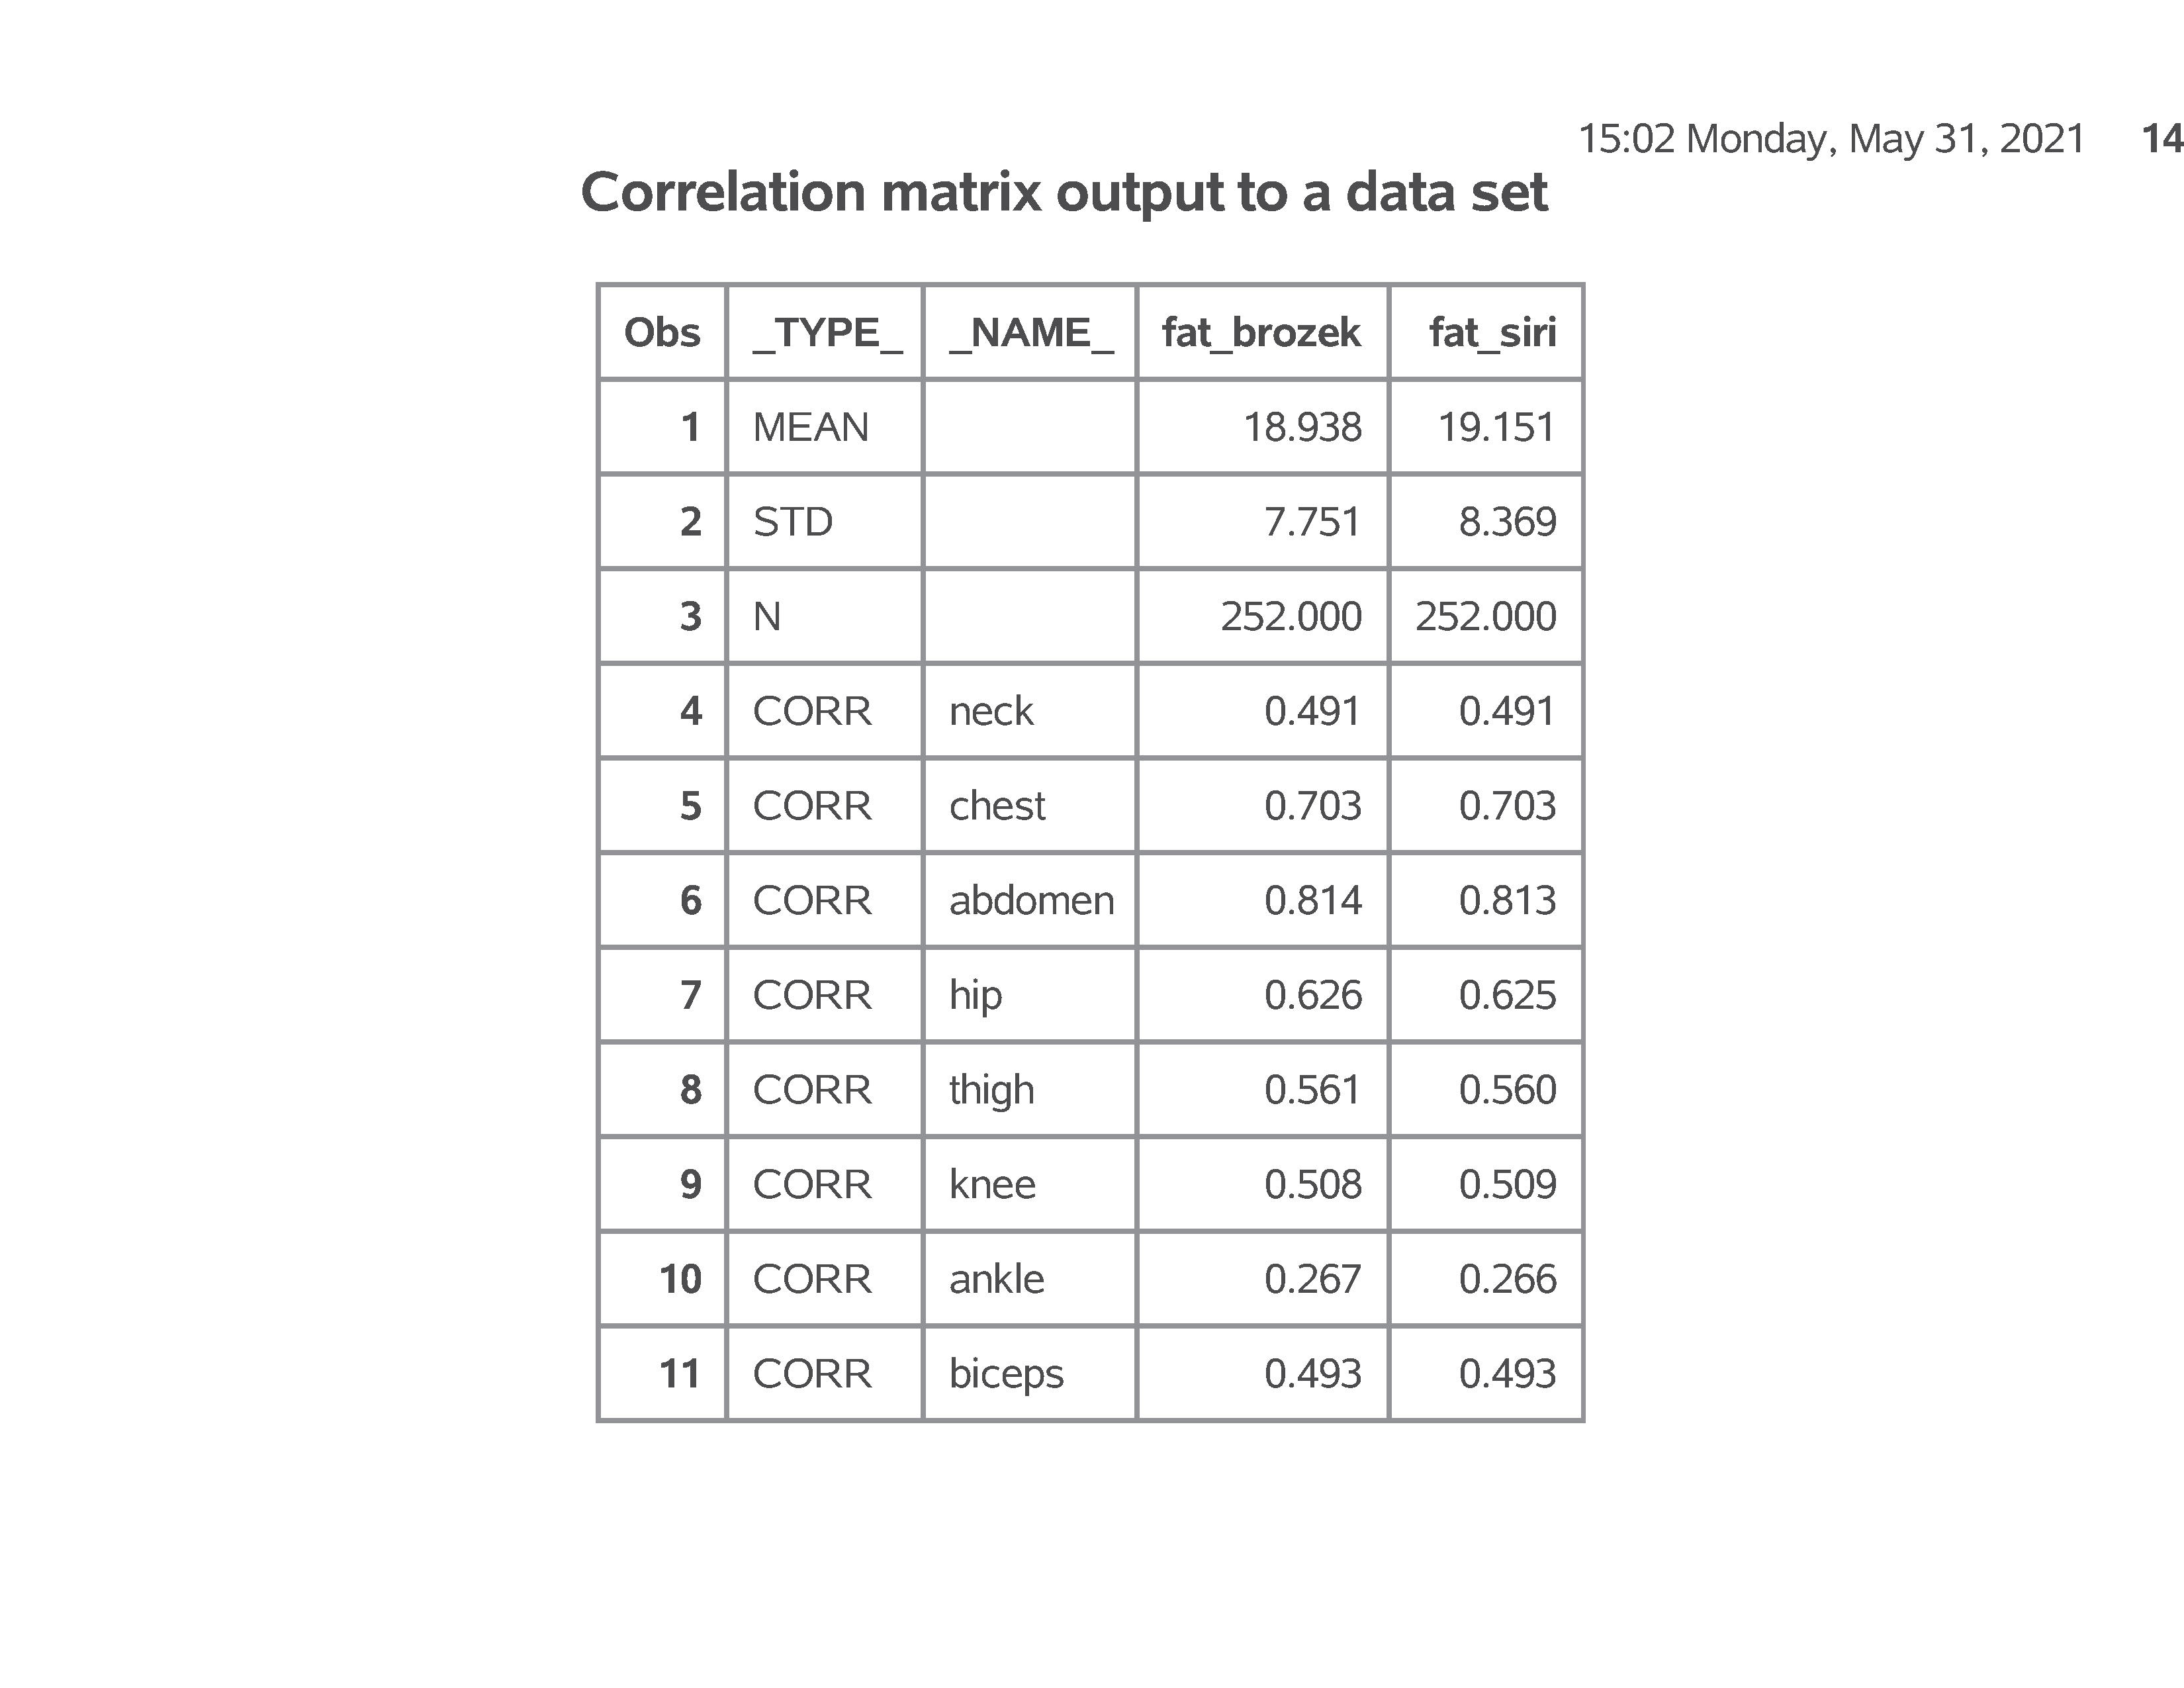 15:02 Monday, May 31, 2021 14
Correlation matrix output to a data set
Obs _TYPE_ _NAME_ fat_brozek fat_siri
1 MEAN 18.938 19.151
2 STD 7.751 8.369
3 N 252.000 252.000
4 CORR neck 0.491 0.491
5 CORR chest 0.703 0.703
6 CORR abdomen 0.814 0.813
7 CORR hip 0.626 0.625
8 CORR thigh 0.561 0.560
9 CORR knee 0.508 0.509
10 CORR ankle 0.267 0.266
11 CORR biceps 0.493 0.493